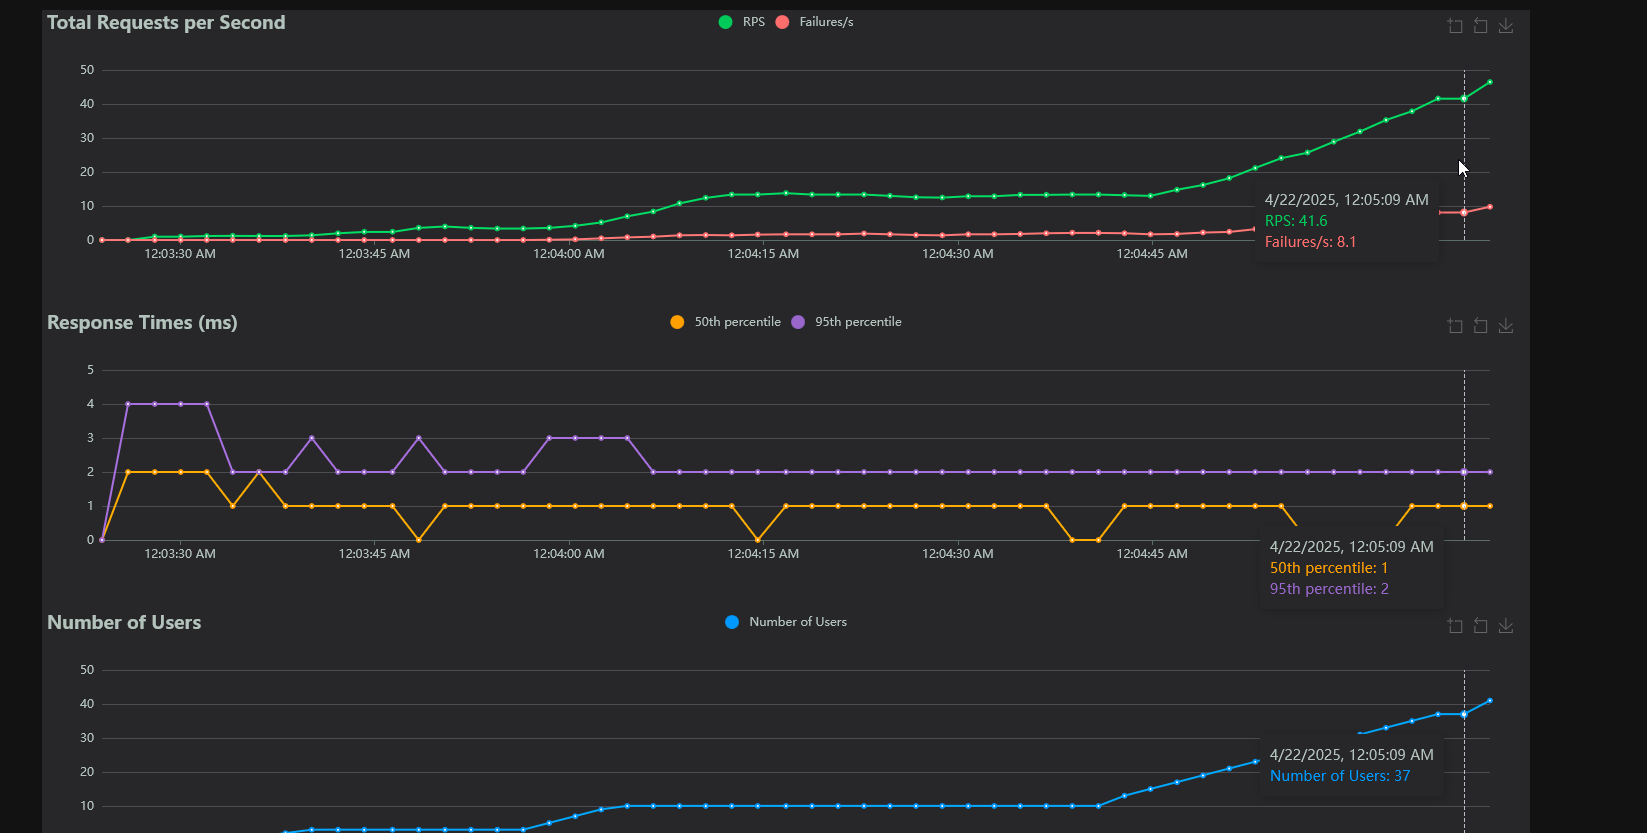 Total Requests per Second
RPS Failures/s
50
40
30
20
10
0
12:03:30 AM 12:03:45 AM 12:04:00 AM 12:04:15 AM 12:04:30 AM 12:04:45 AM
4/22/2025, 12:05:09 AM
RPS: 41.6
Failures/s: 8.1
Response Times (ms)
50th percentile 95th percentile
5
4
3
2
1
0
12:03:30 AM 12:03:45 AM 12:04:00 AM 12:04:15 AM 12:04:30 AM 12:04:45 AM
4/22/2025, 12:05:09 AM
50th percentile: 1
95th percentile: 2
Number of Users
Number of Users
50
40
30
20
10
4/22/2025, 12:05:09 AM
Number of Users: 37